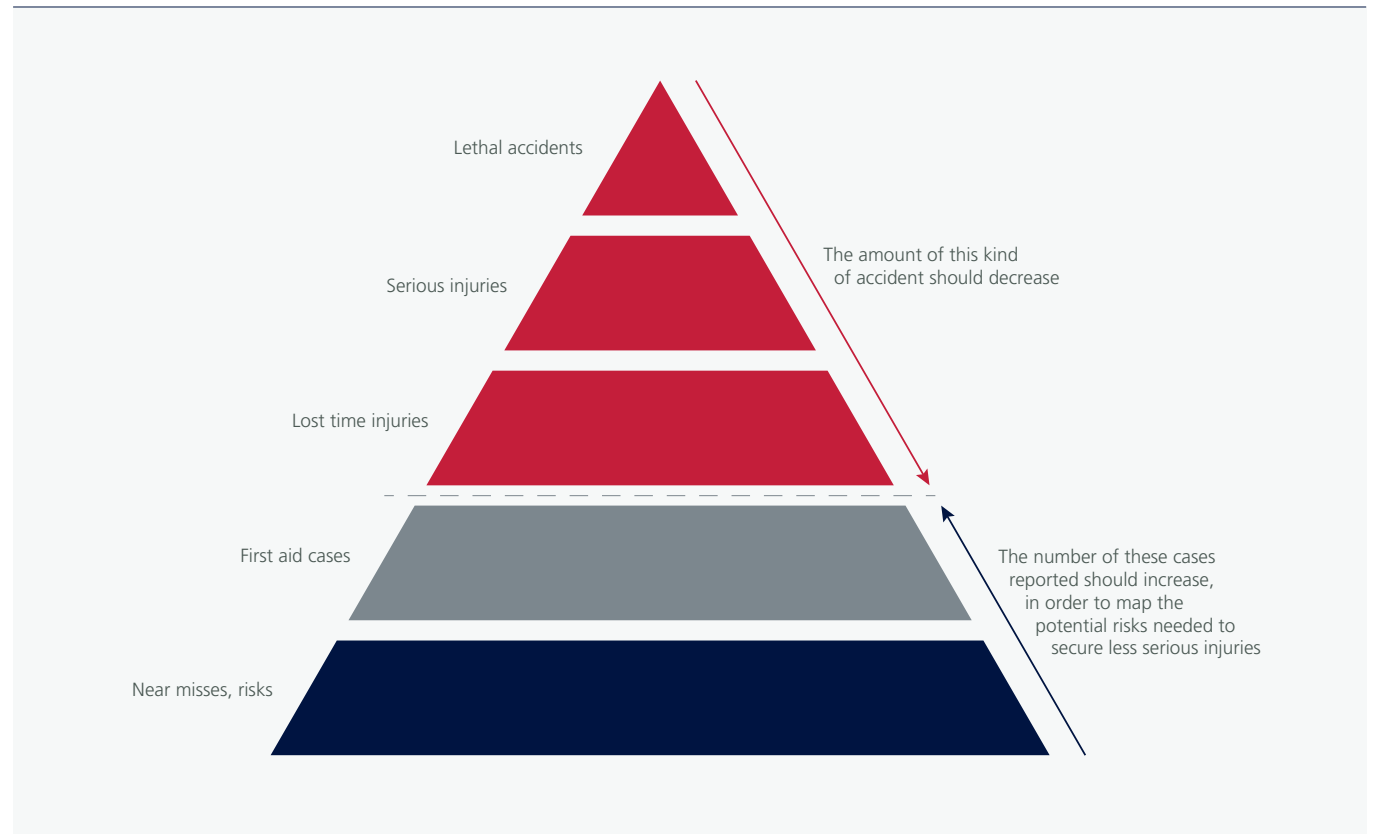 Lethal accidents
The amount of this kind
of accident should decrease
Serious injuries
Lost time injuries
First aid cases
The number of these cases
reported should increase,
in order to map the
potential risks needed to
secure less serious injuries
Near misses, risks